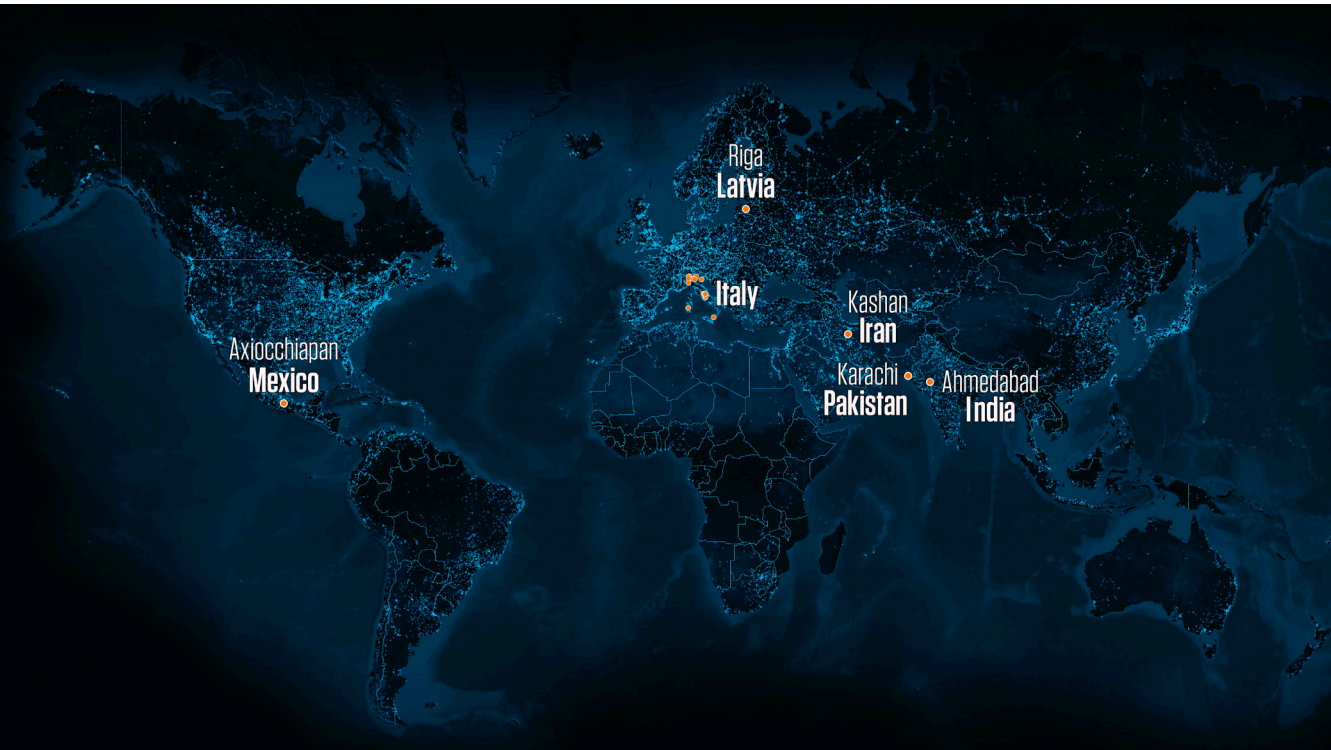 Riga
Latvia
Italy
Kashan
Iran
Axiocchiapan
Mexico
Karachi
Pakistan
Ahmedabad
India